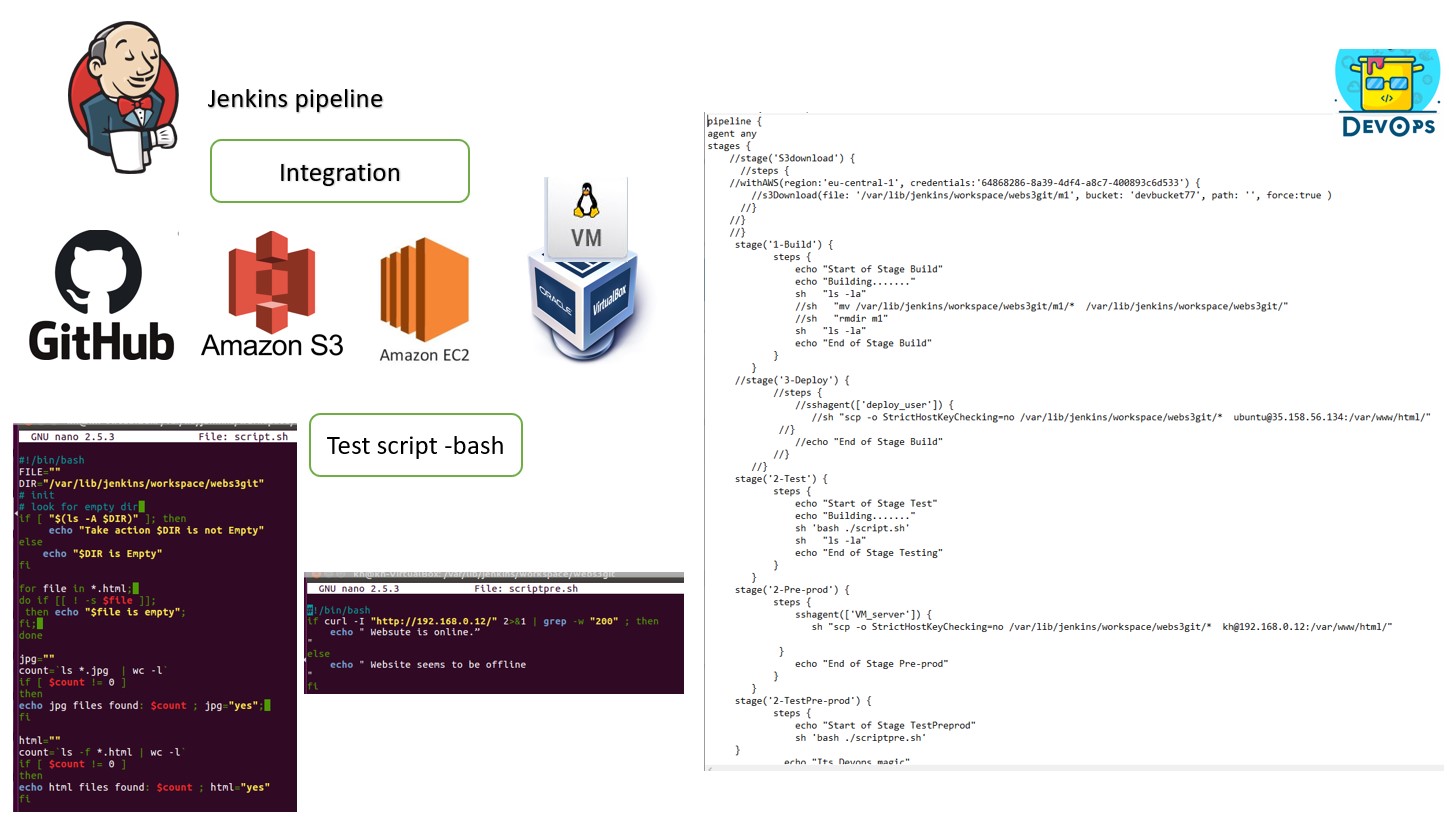 Jenkins pipeline
Integration
GitHub
Amazon S3
Amazon EC2
VM
ORACLE
VirtualBox
Test script -bash
GNU nano 2.5.3 File: script.sh
#!/bin/bash
FILE=""
DIR="/var/lib/jenkins/workspace/webs3git"
# init
# look for empty dir
if [ "$(ls -A $DIR)" ]; then
echo "Take action $DIR is not Empty"
else
echo "$DIR is Empty"
fi
for file in *.html;
do if [[ ! -s $file ]];
then echo "$file is empty";
fi;
done
jpg=""
count=`ls *.jpg | wc -l`
if [ $count != 0 ]
then
echo jpg files found: $count ; jpg="yes";
fi
html=""
count=`ls -f *.html | wc -l`
if [ $count != 0 ]
then
echo html files found: $count ; html="yes"
fi
GNU nano 2.5.3 File: scriptpre.sh
#!/bin/bash
if curl -I "http://192.168.0.12/" 2>&1 | grep -w "200" ; then
echo " Websute is online."
"
else
echo " Website seems to be offline
"
fi
DEVOPS
pipeline {
agent any
stages {
//stage('S3download') {
//steps {
//withAWS(region:'eu-central-1', credentials:'64868286-8a39-4df4-a8c7-400893c6d533') {
//s3Download(file: '/var/lib/jenkins/workspace/webs3git/m1', bucket: 'devbucket77', path: '', force:true )
//}
//}
//}
stage('1-Build') {
steps {
echo "Start of Stage Build"
echo "Building......."
sh "ls -la"
//sh "mv /var/lib/jenkins/workspace/webs3git/m1/* /var/lib/jenkins/workspace/webs3git/"
//sh "rmdir m1"
sh "ls -la"
echo "End of Stage Build"
}
}
//stage('3-Deploy') {
//steps {
//sshagent(['deploy_user']) {
//sh "scp -o StrictHostKeyChecking=no /var/lib/jenkins/workspace/webs3git/* ubuntu@35.158.56.134:/var/www/html/"
//}
//echo "End of Stage Build"
//}
//}
stage('2-Test') {
steps {
echo "Start of Stage Test"
echo "Building......."
sh 'bash ./script.sh'
sh "ls -la"
echo "End of Stage Testing"
}
}
stage('2-Pre-prod') {
steps {
sshagent(['VM_server']) {
sh "scp -o StrictHostKeyChecking=no /var/lib/jenkins/workspace/webs3git/* kh@192.168.0.12:/var/www/html/"
}
echo "End of Stage Pre-prod"
}
}
stage('2-TestPre-prod') {
steps {
echo "Start of Stage TestPreprod"
sh 'bash ./scriptpre.sh'
}
echo "Its Devops magic"